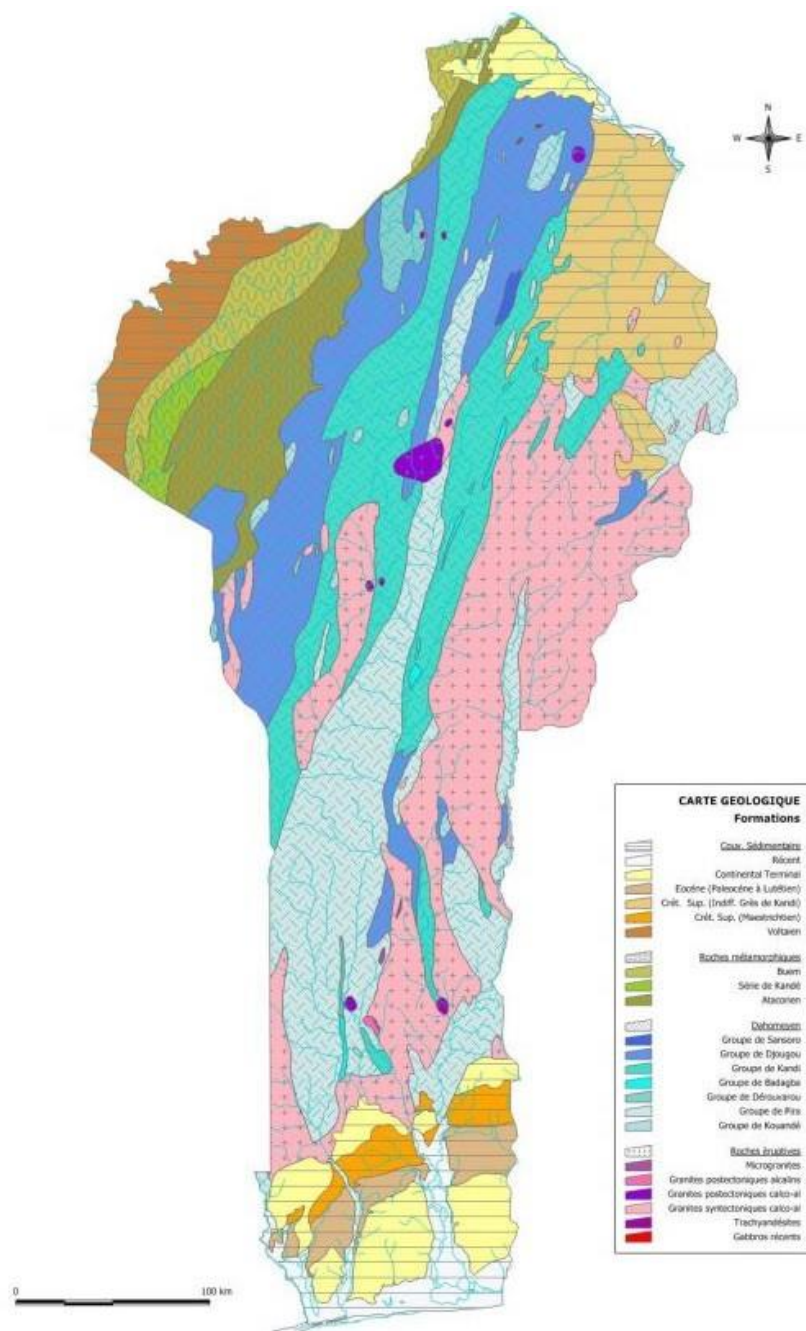 N
W E
S
CARTE GEOLOGIQUE
Formations
Couv. Sédimentaire
Récent
Continental Terminal
Eocéne (Paleocéne à Lutétien)
Crét. Sup. (Indiff. Grès de Kandi)
Crét. Sup. (Maestrichtien)
Voltaien
Roches métamorphiques
Buem
Série de Kandé
Atacorien
Dahomeyen
Groupe de Sansoro
Groupe de Djougou
Groupe de Kandi
Groupe de Badagba
Groupe de Dérouvarou
Groupe de Pira
Groupe de Kouandé
Roches éruptives
Microgranites
Granites postectoniques alcalins
Granites postectoniques calco-al
Granites syntectoniques calco-al
Trachyandésites
Gabbros récents
0 100 km